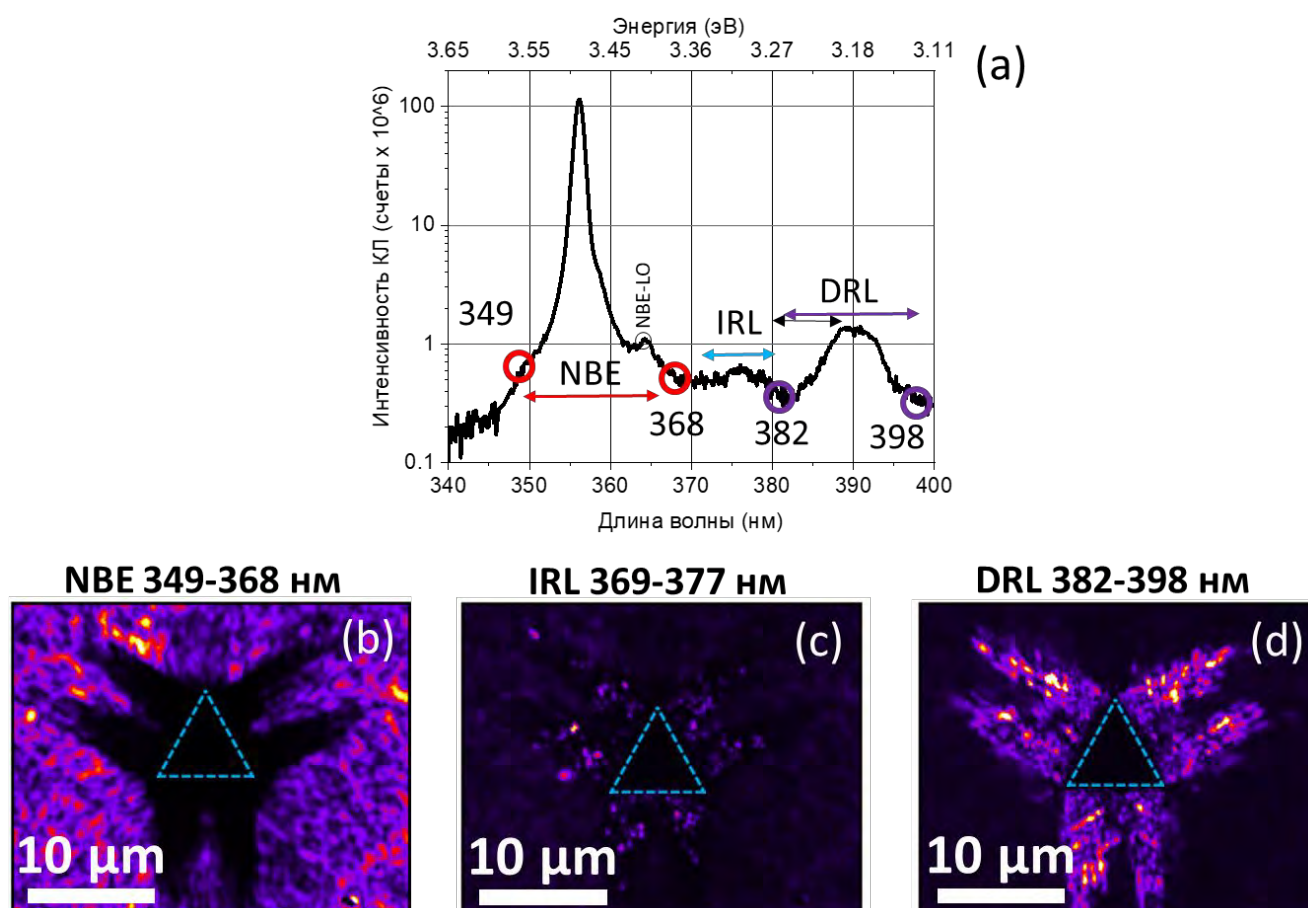 Энергия (эВ)
3.65 3.55 3.45 3.36 3.27 3.18 3.11
(a)
Интенсивность КЛ (счеты x 10^6)
100
10
1
0.1
349
NBE
NBE-LO
368
IRL
382
DRL
398
340 350 360 370 380 390 400
Длина волны (нм)
NBE 349-368 нм
(b)
10 μm
IRL 369-377 нм
(c)
10 μm
DRL 382-398 нм
(d)
10 μm